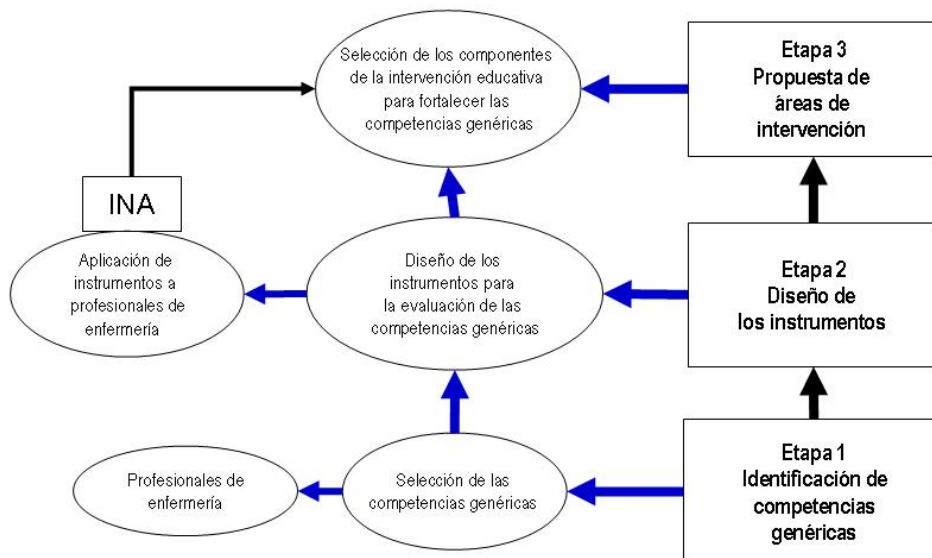 Selección de los componentes
de la intervención educativa
para fortalecer las
competencias genéricas
Etapa 3
Propuesta de
áreas de
intervención
INA
Aplicación de
instrumentos a
profesionales de
enfermería
Diseño de los
instrumentos para
la evaluación de las
competencias genéricas
Etapa 2
Diseño de
los instrumentos
Profesionales de
enfermería
Selección de las
competencias genéricas
Etapa 1
Identificación de
competencias
genéricas